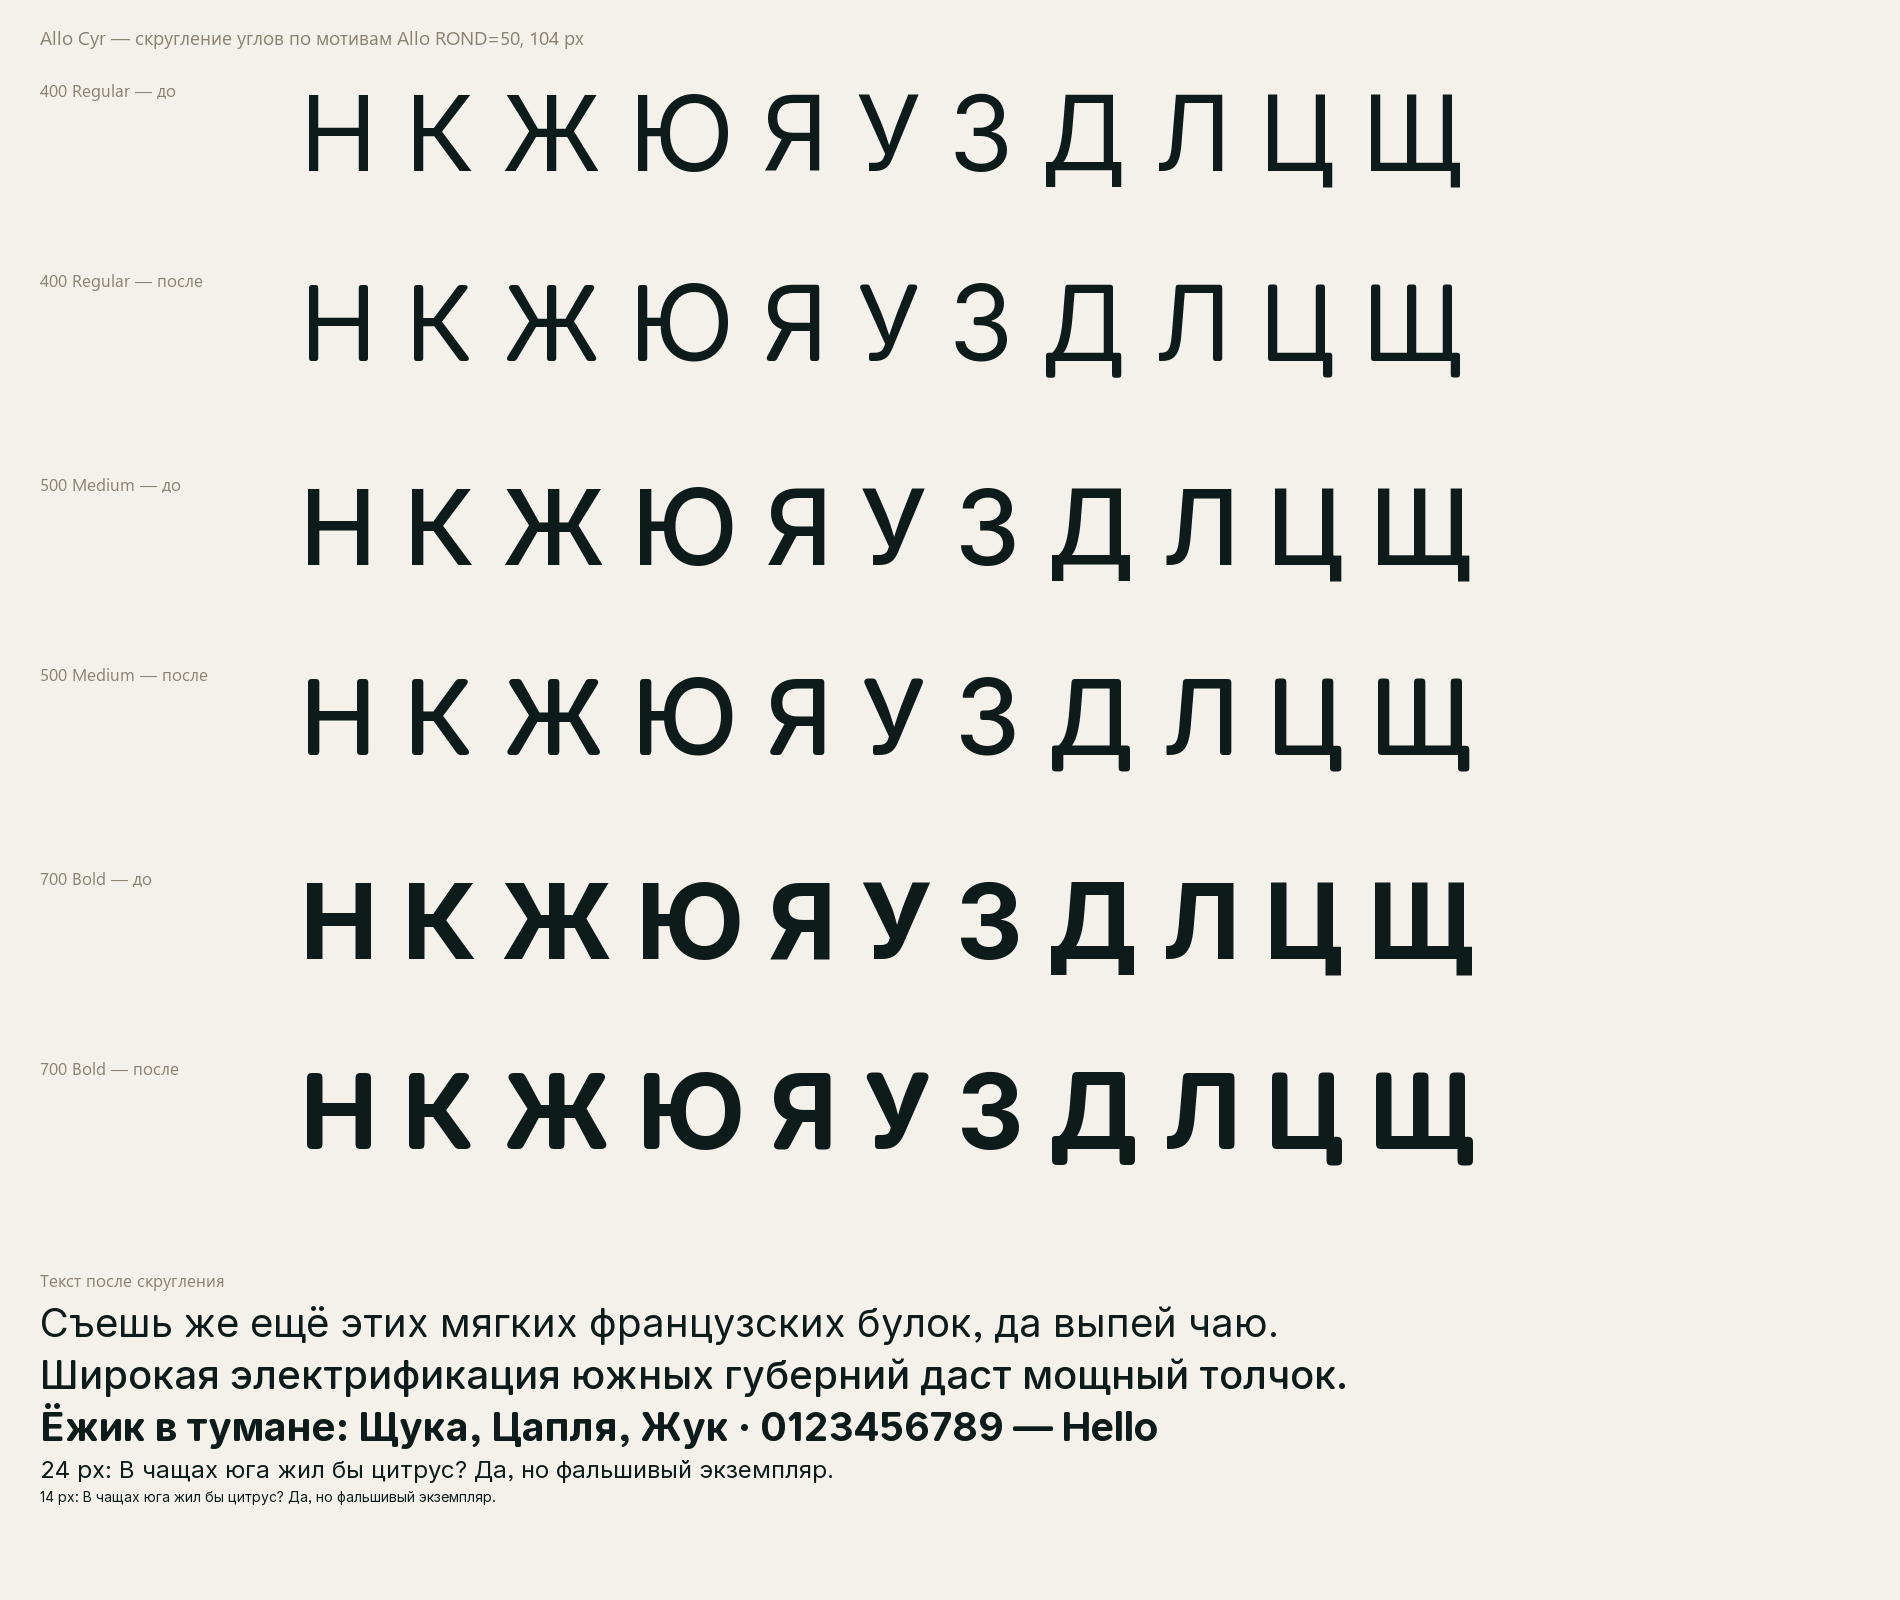 Allo Cyr — скругление углов по мотивам Allo ROND=50, 104 px
400 Regular — до
Н К Ж Ю Я У З Д Л Ц Щ
400 Regular — после
Н К Ж Ю Я У З Д Л Ц Щ
500 Medium — до
Н К Ж Ю Я У З Д Л Ц Щ
500 Medium — после
Н К Ж Ю Я У З Д Л Ц Щ
700 Bold — до
Н К Ж Ю Я У З Д Л Ц Щ
700 Bold — после
Н К Ж Ю Я У З Д Л Ц Щ
Текст после скругления
Съешь же ещё этих мягких французских булок, да выпей чаю.
Широкая электрификация южных губерний даст мощный толчок.
Ёжик в тумане: Щука, Цапля, Жук · 0123456789 — Hello
24 px: В чащах юга жил бы цитрус? Да, но фальшивый экземпляр.
14 px: В чащах юга жил бы цитрус? Да, но фальшивый экземпляр.